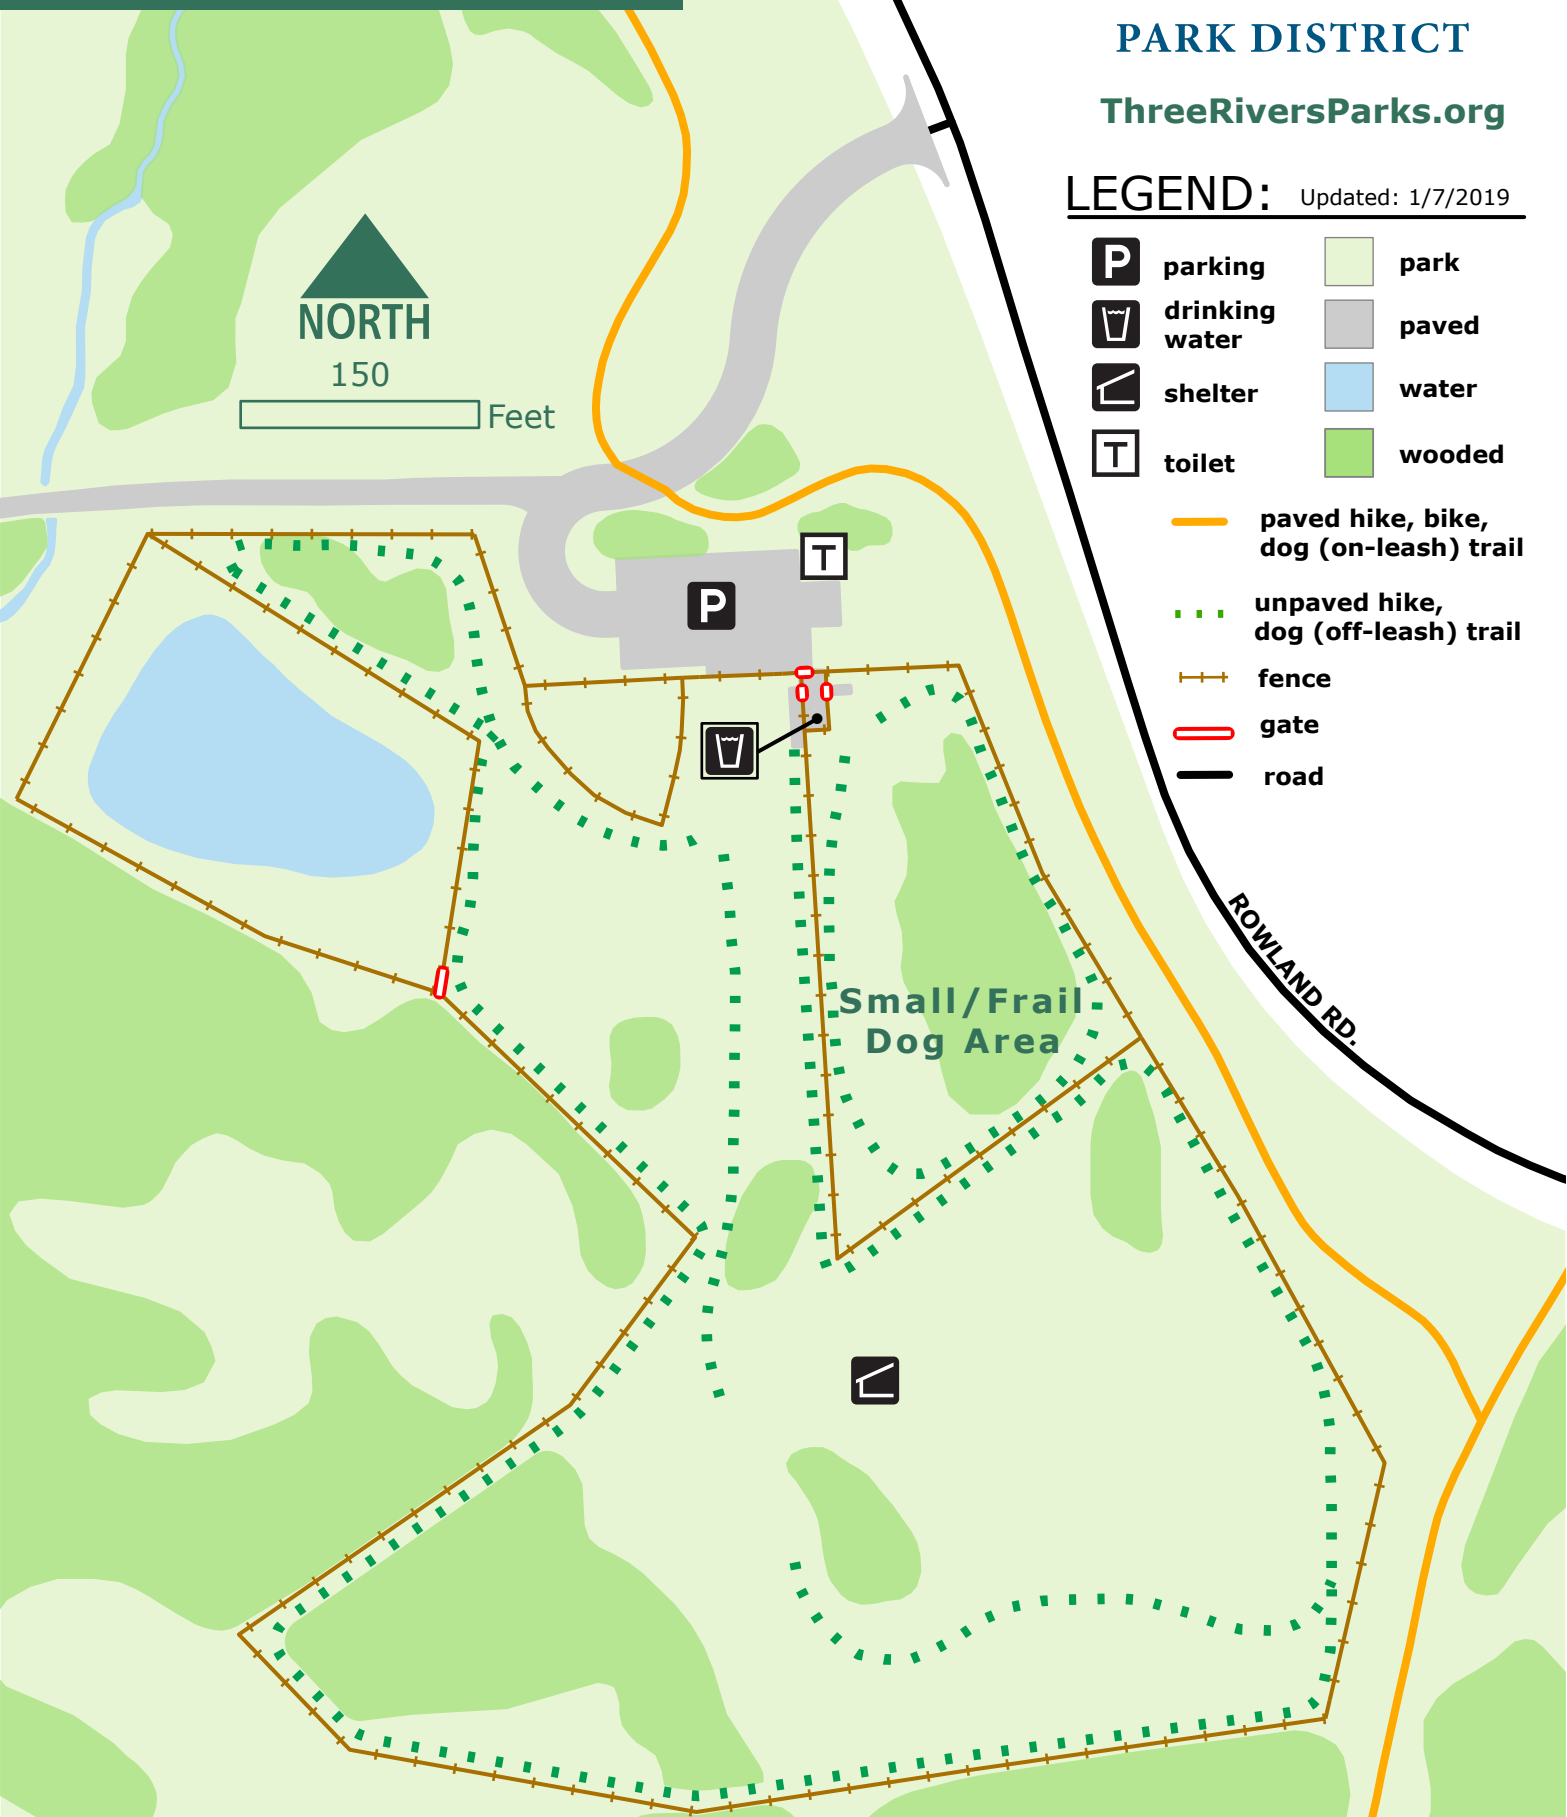 PARK DISTRICT
ThreeRiversParks.org
LEGEND: Updated: 1/7/2019
P parking
park
drinking
water
paved
shelter
water
T toilet
wooded
paved hike, bike,
dog (on-leash) trail
unpaved hike,
dog (off-leash) trail
fence
gate
road
NORTH
150
Feet
T
P
ROWLAND RD.
Small/Frail
Dog Area